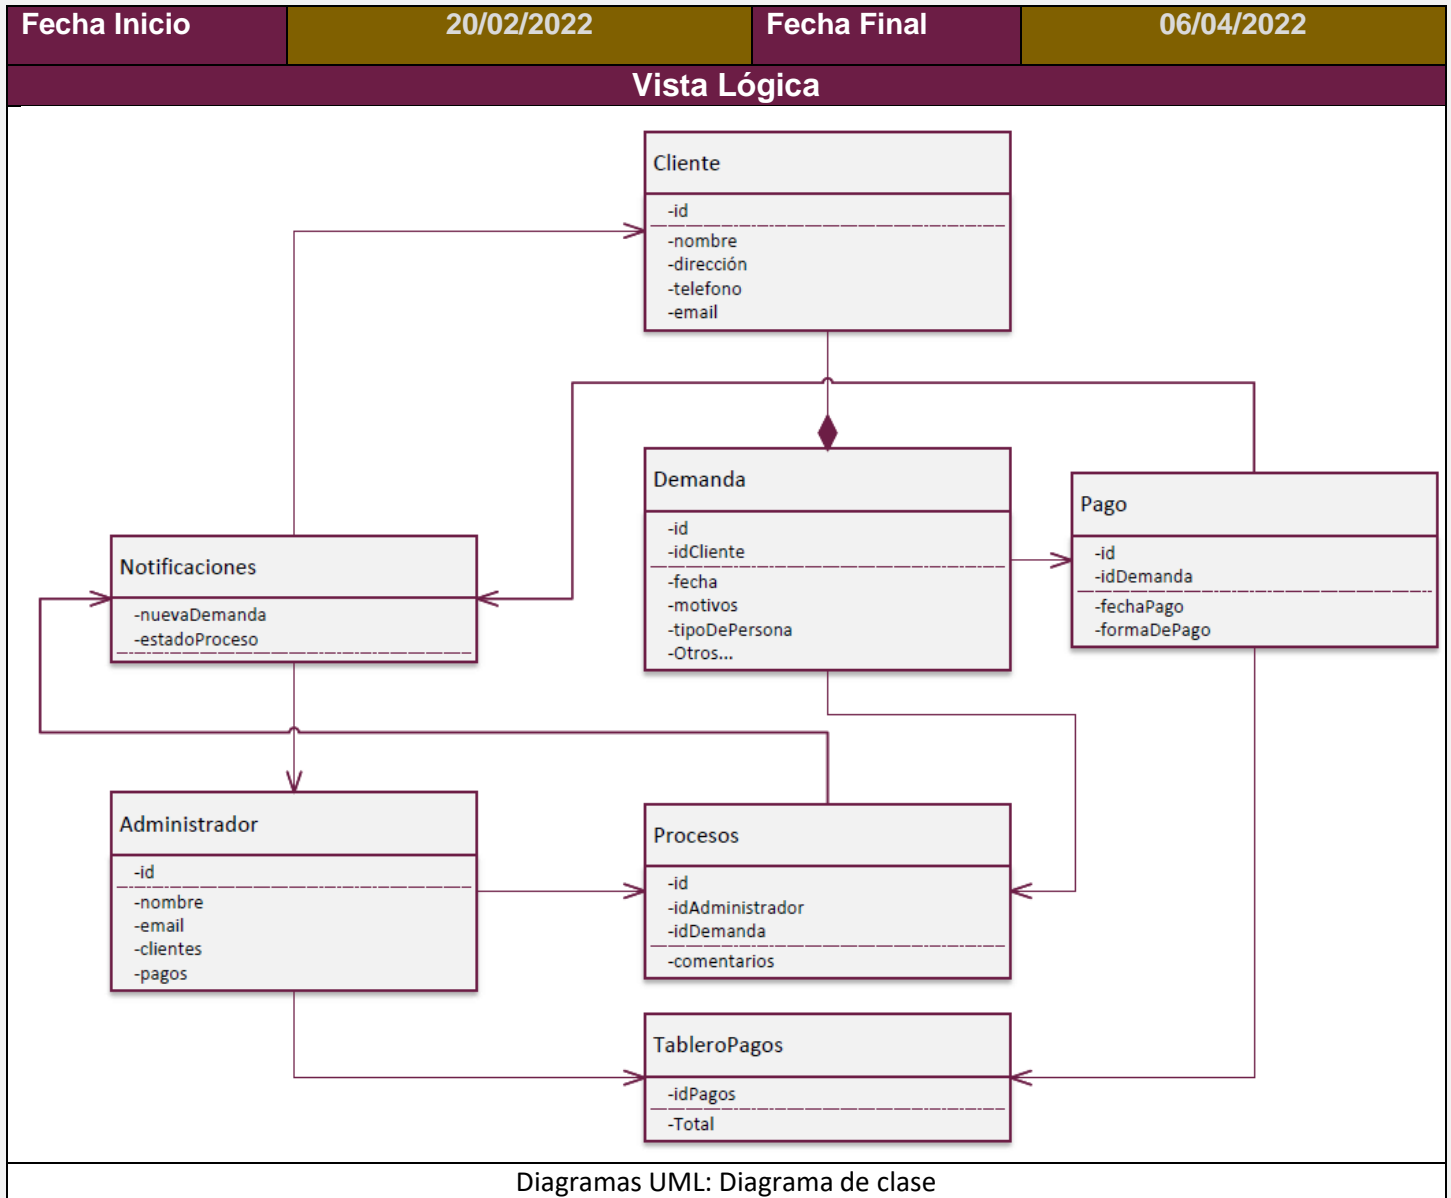 Fecha Inicio 20/02/2022 Fecha Final 06/04/2022
Vista Lógica
Cliente
-id
-nombre
-dirección
-telefono
-email
Demanda
-id
-idCliente
-fecha
-motivos
-tipoDePersona
-Otros...
Pago
-id
-idDemanda
-fechaPago
-formaDePago
Notificaciones
-nuevaDemanda
-estadoProceso
Administrador
-id
-nombre
-email
-clientes
-pagos
Procesos
-id
-idAdministrador
-idDemanda
-comentarios
TableroPagos
-idPagos
-Total
Diagramas UML: Diagrama de clase